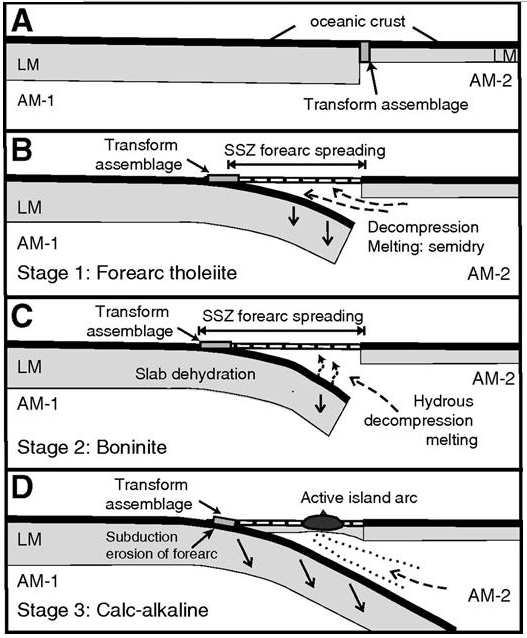 A
oceanic crust
LM
LM
AM-1
AM-2
Transform assemblage
B
Transform
assemblage
SSZ forearc spreading
LM
Decompression
Melting: semidry
AM-1
Stage 1: Forearc tholeiite
AM-2
C
Transform
assemblage
SSZ forearc spreading
LM
Slab dehydration
AM-2
AM-1
Hydrous
decompression
melting
Stage 2: Boninite
D
Transform
assemblage
Active island arc
LM
Subduction
erosion of forearc
AM-1
AM-2
Stage 3: Calc-alkaline